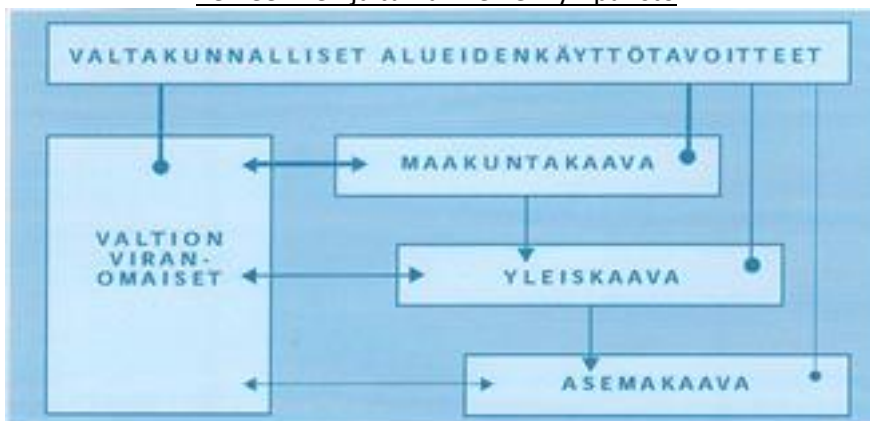 VALTAKUNNALLISET ALUEIDENKÄYTTÖTAVOITTEET
MAAKUNTAKAAVA
VALTION
VIRAN-
OMAISET
YLEISKAAVA
ASEMAKAAVA